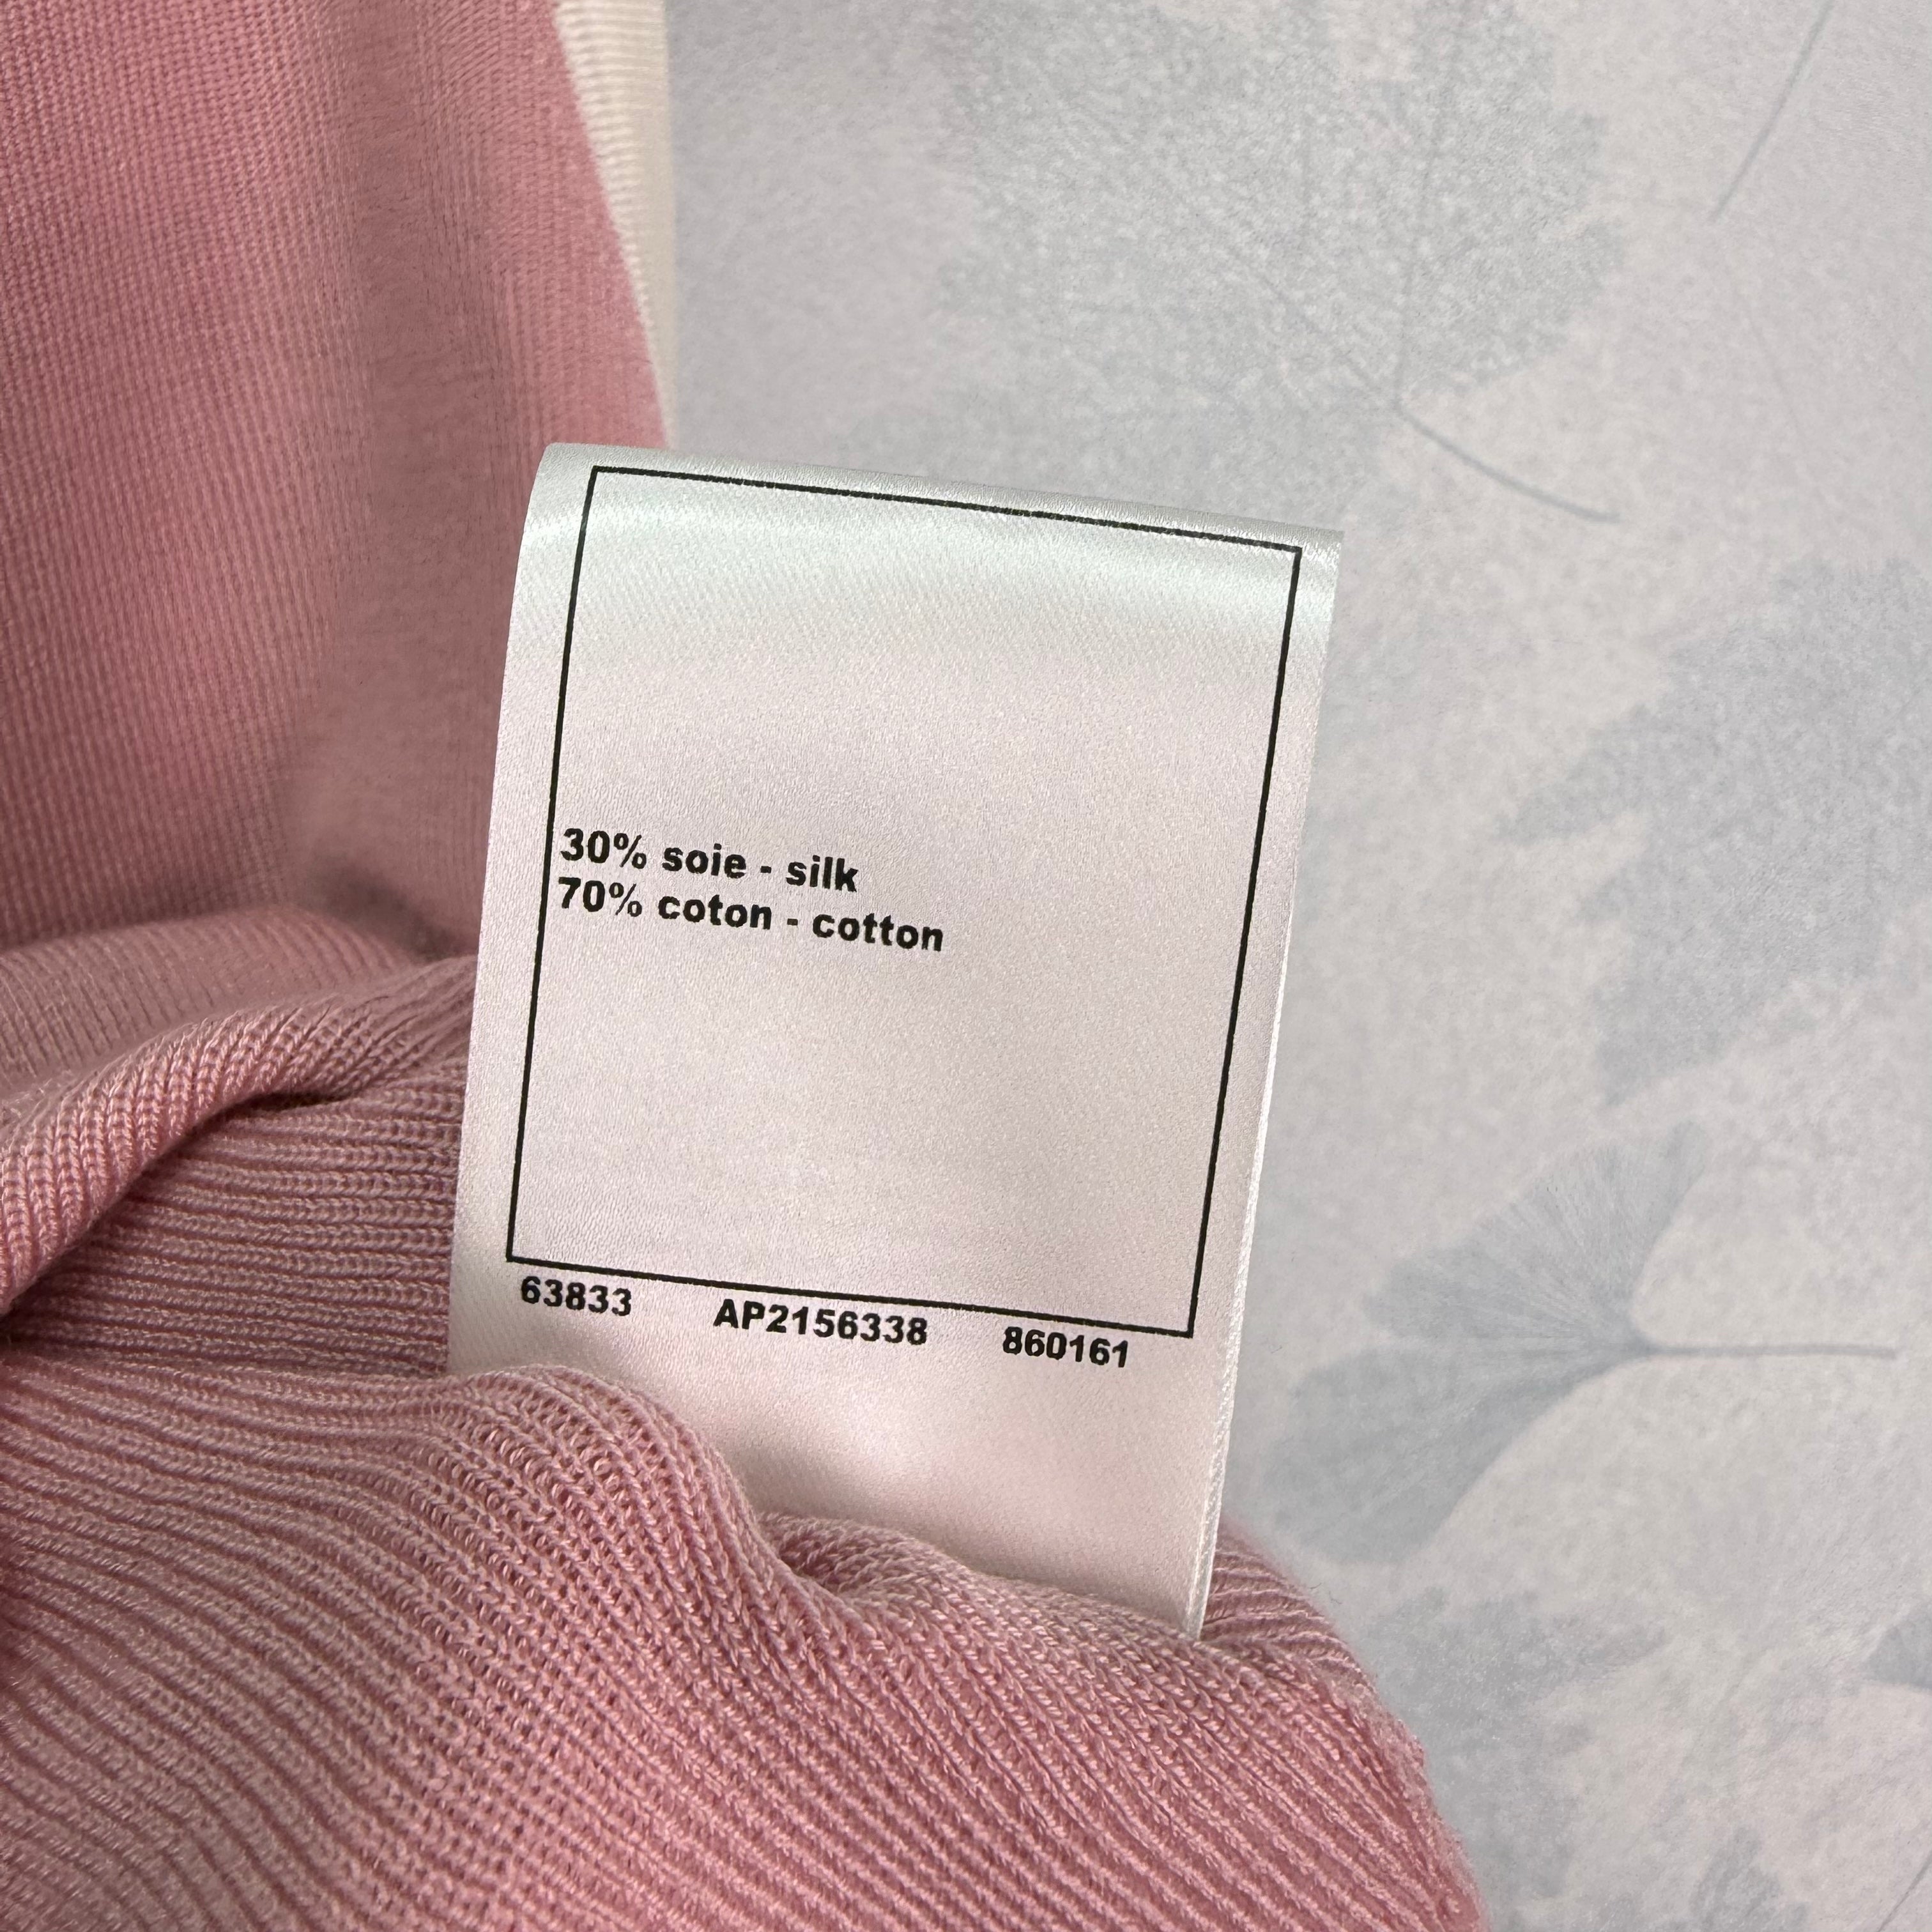 30% soie - silk
70% coton - cotton
63833 AP2156338 860161